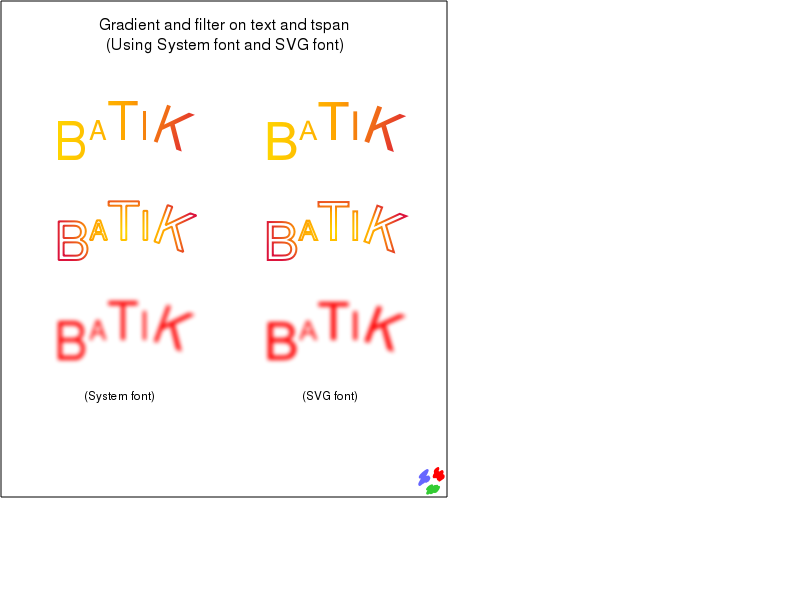 Gradient and filter on text and tspan
(Using System font and SVG font)
BATIK BATIK
BATIK BATIK
BATIK BATIK
(System font) (SVG font)